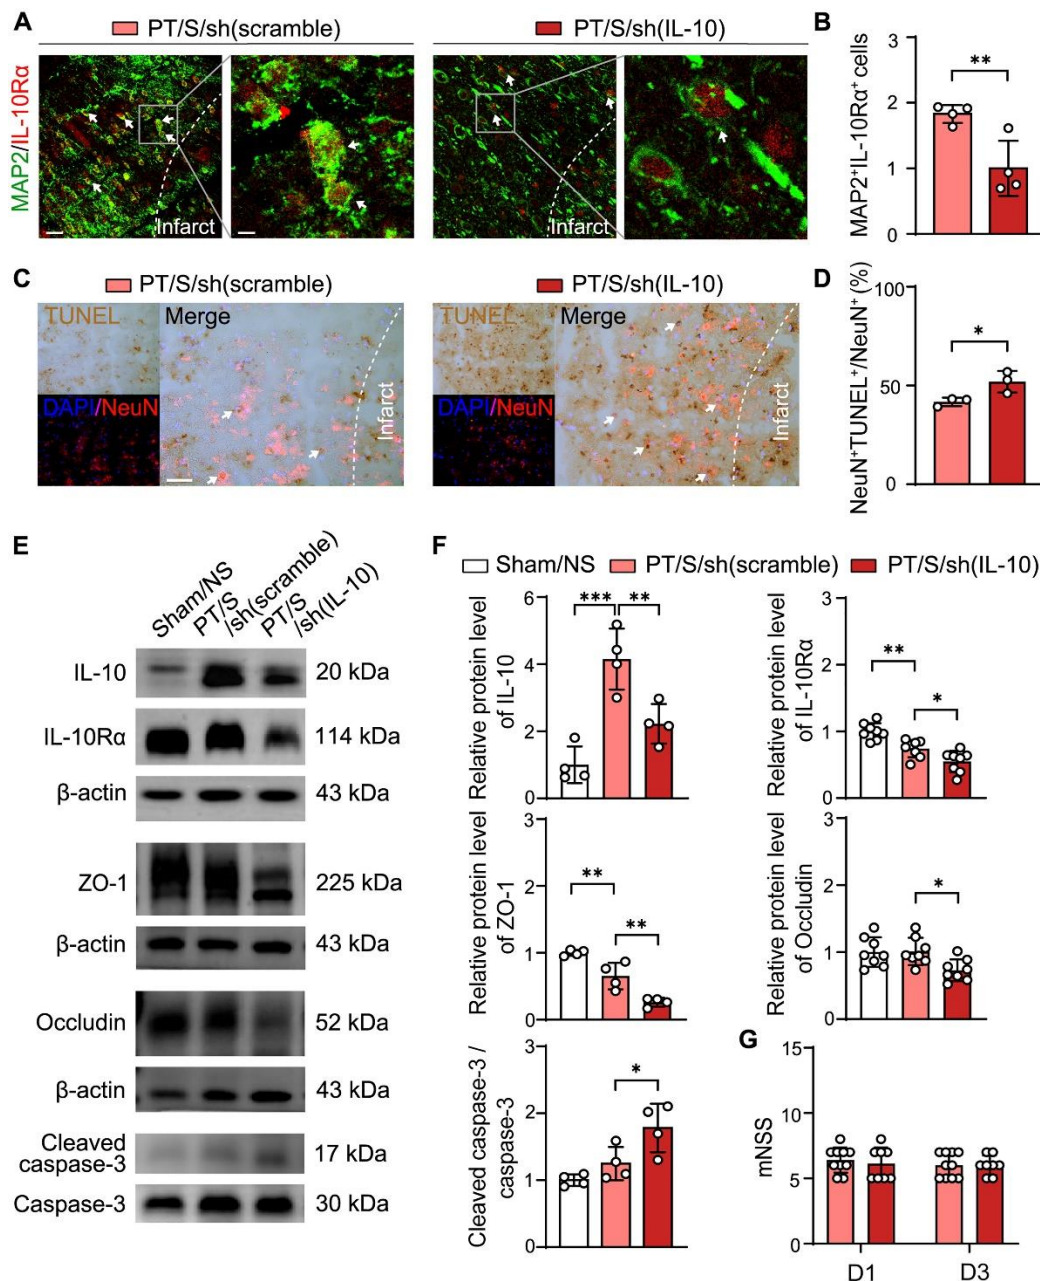 A
PT/S/sh(scramble)
PT/S/sh(IL-10)
MAP2/IL-10Rα
Infarct
Infarct
B
MAP2⁺IL-10Rα⁺ cells
3
2
1
0
**
C
PT/S/sh(scramble)
PT/S/sh(IL-10)
TUNEL
Merge
DAPI/NeuN
Infarct
TUNEL
Merge
DAPI/NeuN
Infarct
D
NeuN⁺TUNEL⁺/NeuN⁺ (%)
100
50
0
*
E
Sham/NS
PT/S
/sh(scramble)
PT/S
/sh(IL-10)
IL-10
20 kDa
IL-10Rα
114 kDa
β-actin
43 kDa
ZO-1
225 kDa
β-actin
43 kDa
Occludin
52 kDa
β-actin
43 kDa
Cleaved
caspase-3
17 kDa
Caspase-3
30 kDa
F
Sham/NS
PT/S/sh(scramble)
PT/S/sh(IL-10)
Relative protein level
of IL-10
6
4
2
0
***
**
Relative protein level
of IL-10Rα
3
2
1
0
**
*
Relative protein level
of ZO-1
3
2
1
0
**
**
Relative protein level
of Occludin
3
2
1
0
*
Cleaved caspase-3 /
caspase-3
3
2
1
0
*
G
mNSS
15
10
5
0
D1
D3